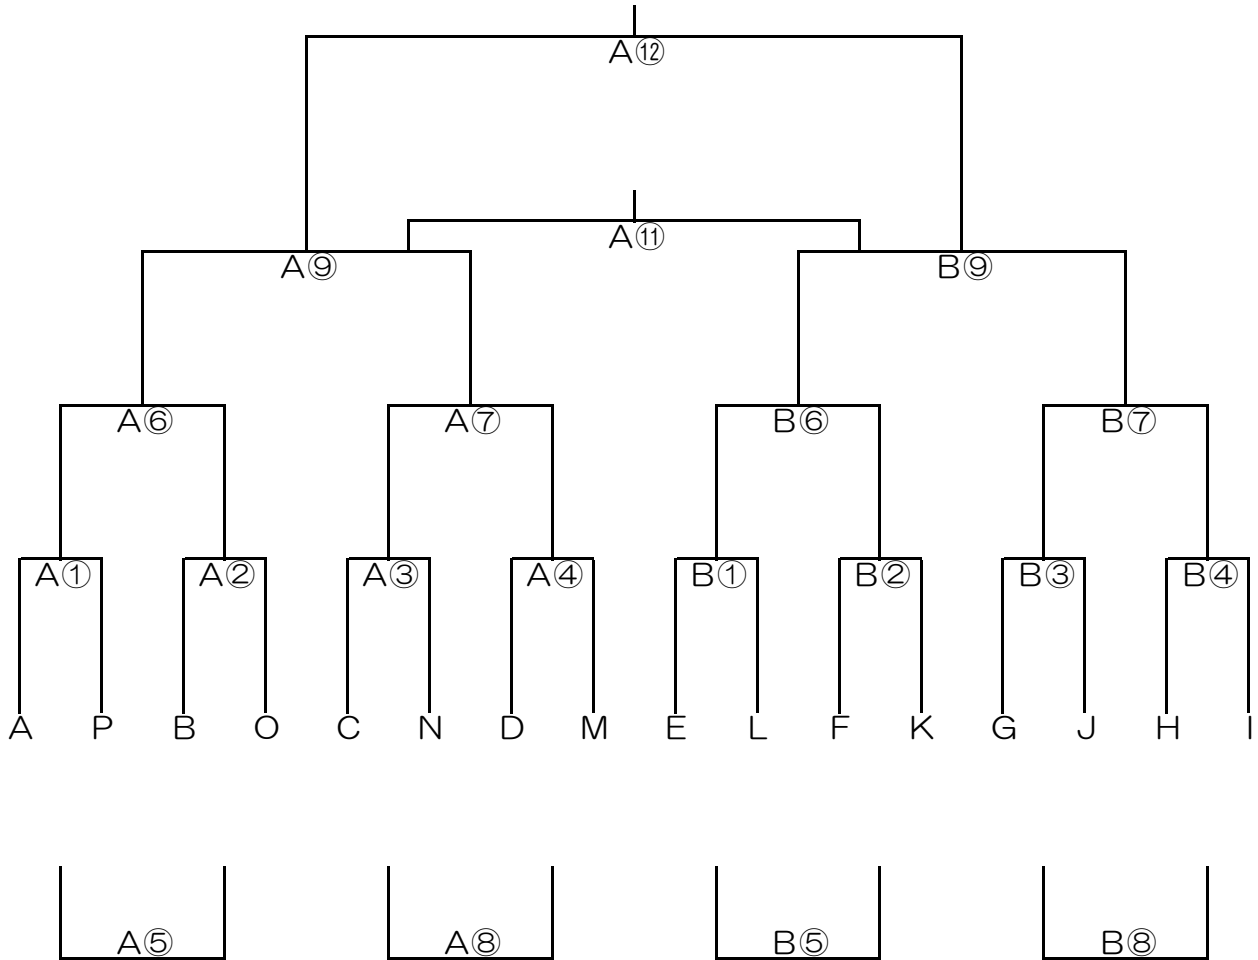 A⑫
A⑪
A⑨ B⑨
A⑥ A⑦ B⑥ B⑦
A① A② A③ A④ B① B② B③ B④
A P B O C N D M E L F K G J H I
A⑤ A⑧ B⑤ B⑧